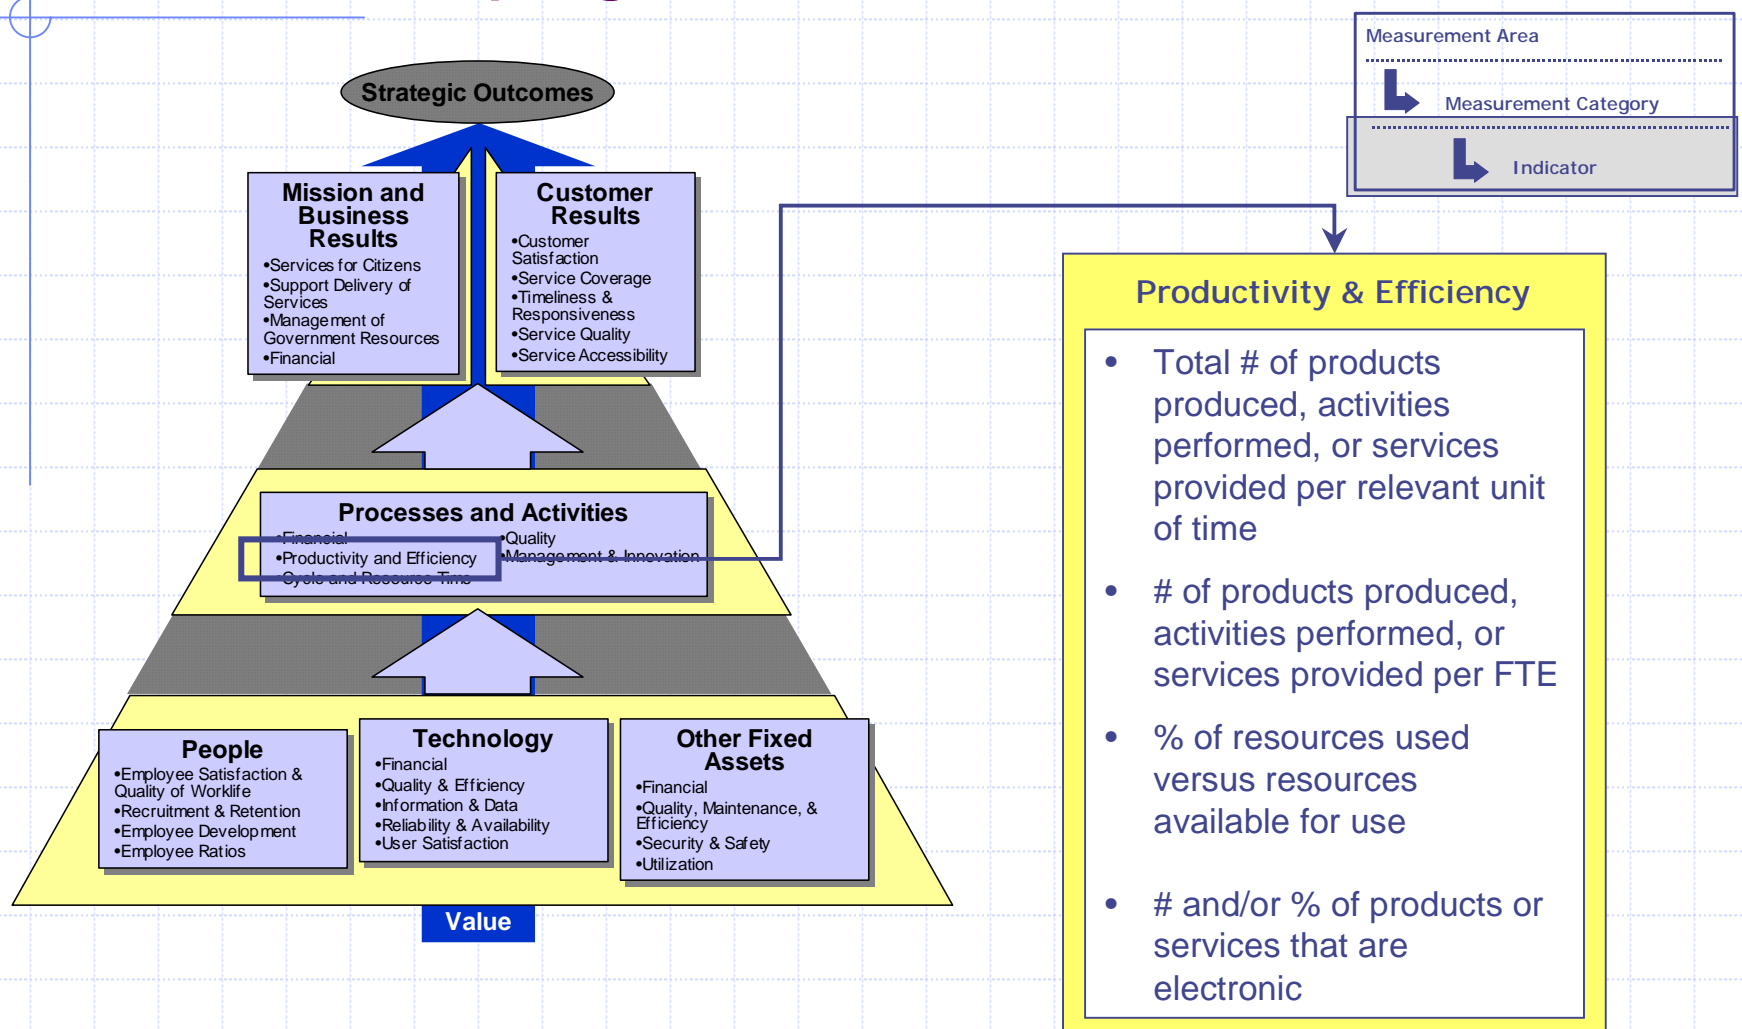 Measurement Area
Measurement Category
Indicator
Strategic Outcomes
Mission and
Business
Results
•Services for Citizens
•Support Delivery of
Services
•Management of
Government Resources
•Financial
Customer
Results
•Customer
Satisfaction
•Service Coverage
•Timeliness &
Responsiveness
•Service Quality
•Service Accessibility
Processes and Activities
•Financial
•Productivity and Efficiency
•Cycle and Resource Time
•Quality
•Management & Innovation
People
•Employee Satisfaction &
Quality of Worklife
•Recruitment & Retention
•Employee Development
•Employee Ratios
Technology
•Financial
•Quality & Efficiency
•Information & Data
•Reliability & Availability
•User Satisfaction
Other Fixed
Assets
•Financial
•Quality, Maintenance, &
Efficiency
•Security & Safety
•Utilization
Value
Productivity & Efficiency
• Total # of products
produced, activities
performed, or services
provided per relevant unit
of time
• # of products produced,
activities performed, or
services provided per FTE
• % of resources used
versus resources
available for use
• # and/or % of products or
services that are
electronic